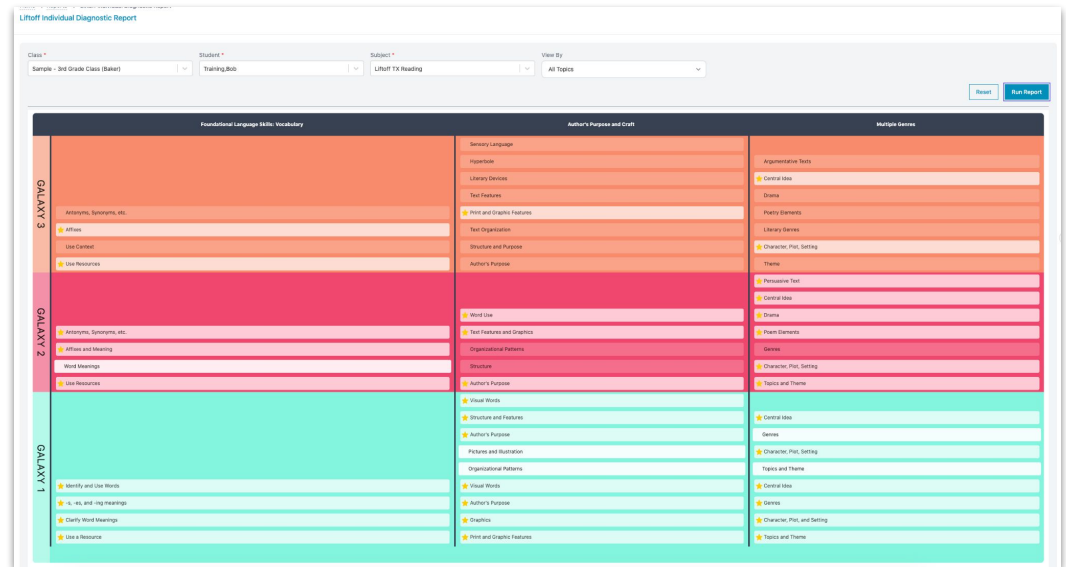 Liftoff Individual Diagnostic Report
Class *
Student *
Subject *
View By
Sample - 3rd Grade Class (Baker)
Training,Bob
Liftoff TX Reading
All Topics
Reset
Run Report
Foundational Language Skills: Vocabulary
Author's Purpose and Craft
Multiple Genres
GALAXY 3
Antonyms, Synonyms, etc.
Affixes
Use Context
Use Resources
Sensory Language
Hyperbole
Literary Devices
Text Features
Print and Graphic Features
Text Organization
Structure and Purpose
Author's Purpose
Argumentative Texts
Central Idea
Drama
Poetry Elements
Literary Genres
Character, Plot, Setting
Theme
GALAXY 2
Antonyms, Synonyms, etc.
Affixes and Meaning
Word Meanings
Use Resources
Word Use
Text Features and Graphics
Organizational Patterns
Structure
Author's Purpose
Persuasive Text
Central Idea
Drama
Poem Elements
Genres
Character, Plot, Setting
Topics and Theme
GALAXY 1
Identify and Use Words
-s, -es, and -ing meanings
Clarify Word Meanings
Use a Resource
Visual Words
Structure and Features
Author's Purpose
Pictures and Illustration
Organizational Patterns
Visual Words
Author's Purpose
Graphics
Print and Graphic Features
Central Idea
Genres
Character, Plot, Setting
Topics and Theme
Central Idea
Genres
Character, Plot, and Setting
Topics and Theme